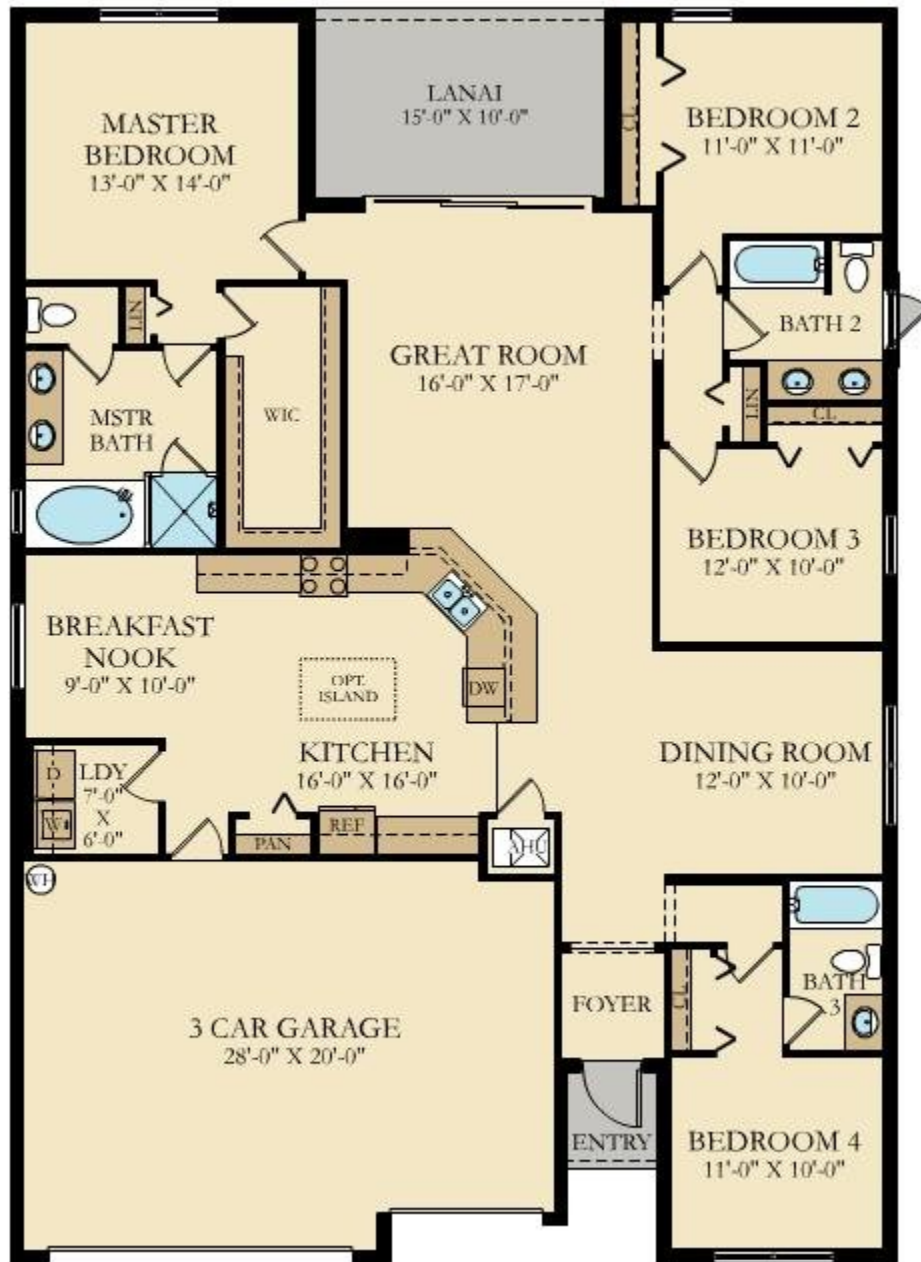 LANAI
15'-0" X 10'-0"
MASTER
BEDROOM
13'-0" X 14'-0"
CL
BEDROOM 2
11'-0" X 11'-0"
LIN
BATH 2
GREAT ROOM
16'-0" X 17'-0"
MSTR
BATH
WIC
LIN
CL
BEDROOM 3
12'-0" X 10'-0"
BREAKFAST
NOOK
9'-0" X 10'-0"
OPT.
ISLAND
DW
KITCHEN
16'-0" X 16'-0"
DINING ROOM
12'-0" X 10'-0"
D
W
LDY
7'-0"
X
6'-0"
PAN
REF
AHU
WH
3 CAR GARAGE
28'-0" X 20'-0"
FOYER
CL
BATH
3
ENTRY
BEDROOM 4
11'-0" X 10'-0"